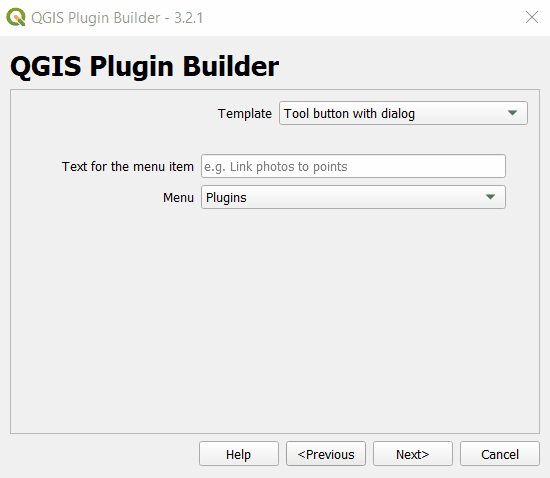 QGIS Plugin Builder - 3.2.1
QGIS Plugin Builder
Template Tool button with dialog
Text for the menu item e.g. Link photos to points
Menu Plugins
Help <Previous Next> Cancel